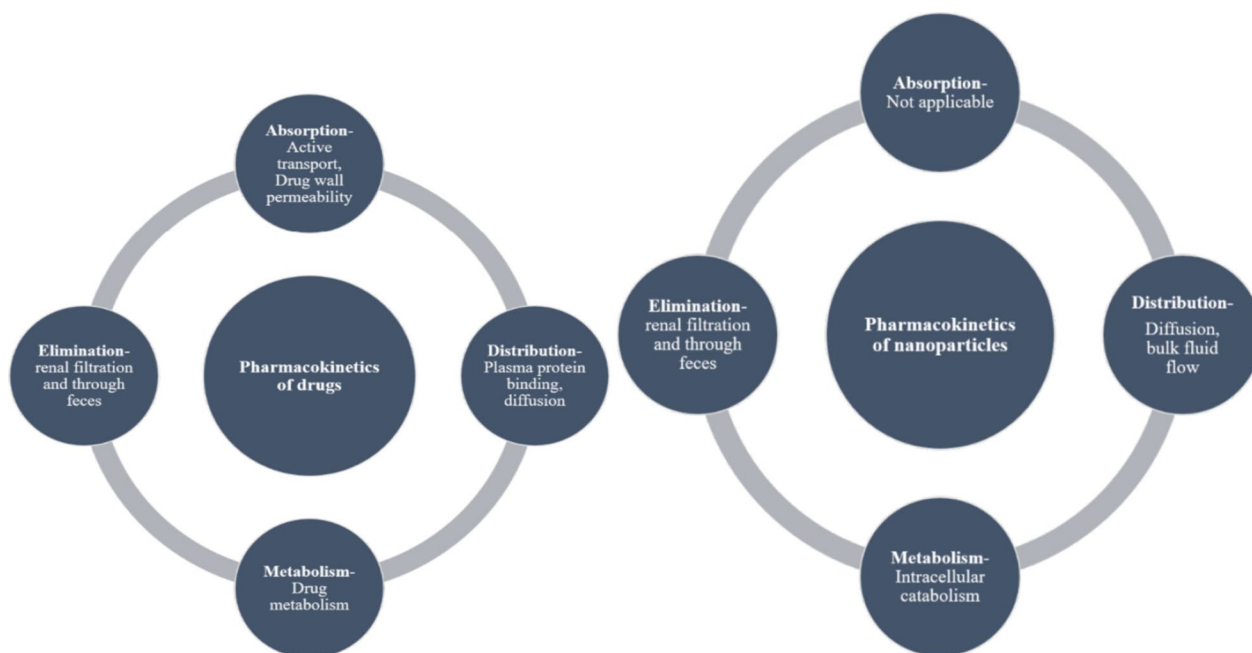 Absorption-
Active
transport,
Drug wall
permeability
Elimination-
renal filtration
and through
feces
Pharmacokinetics
of drugs
Distribution-
Plasma protein
binding,
diffusion
Metabolism-
Drug
metabolism
Absorption-
Not applicable
Elimination-
renal filtration
and through
feces
Pharmacokinetics
of nanoparticles
Distribution-
Diffusion,
bulk fluid
flow
Metabolism-
Intracellular
catabolism